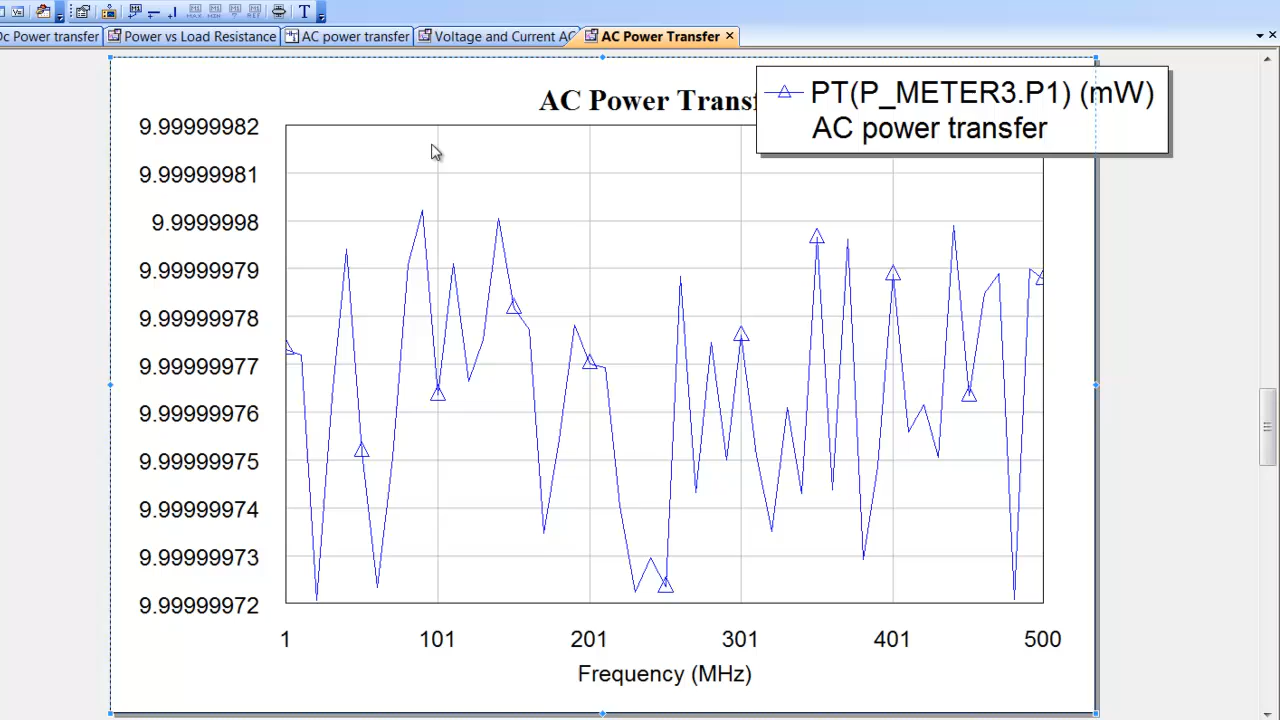 T
Dc Power transfer
Power vs Load Resistance
AC power transfer
Voltage and Current AC
AC Power Transfer
AC Power Transf
PT(P_METER3.P1) (mW)
AC power transfer
9.99999982
9.99999981
9.9999998
9.99999979
9.99999978
9.99999977
9.99999976
9.99999975
9.99999974
9.99999973
9.99999972
1 101 201 301 401 500
Frequency (MHz)